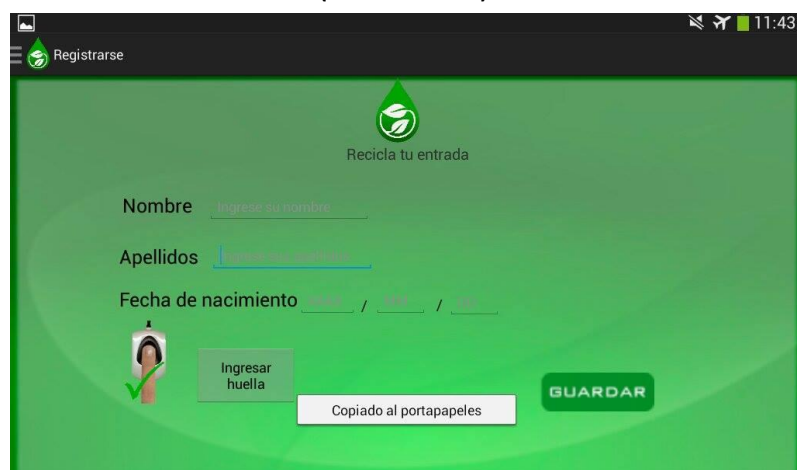 11:43
Registrarse
Recicla tu entrada
Nombre Ingrese su nombre
Apellidos
Fecha de nacimiento / /
Ingresar
huella
GUARDAR
Copiado al portapapeles